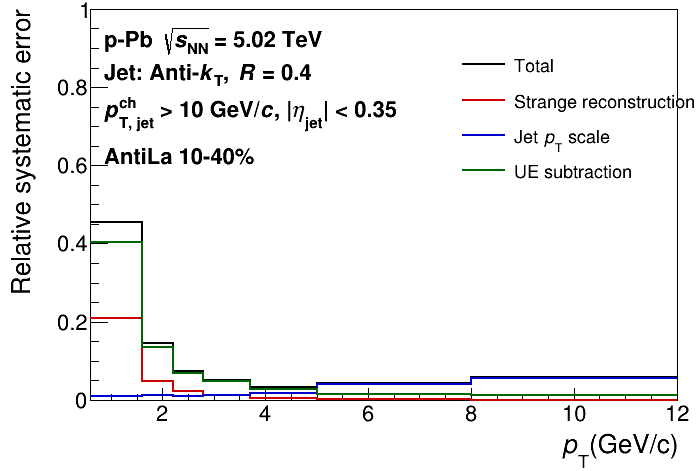 p-Pb √sNN = 5.02 TeV
Jet: Anti-kT, R = 0.4
pchT, jet > 10 GeV/c, |ηjet| < 0.35
AntiLa 10-40%
Total
Strange reconstruction
Jet pT scale
UE subtraction
Relative systematic error
1
0.8
0.6
0.4
0.2
0
2
4
6
8
10
12
pT(GeV/c)